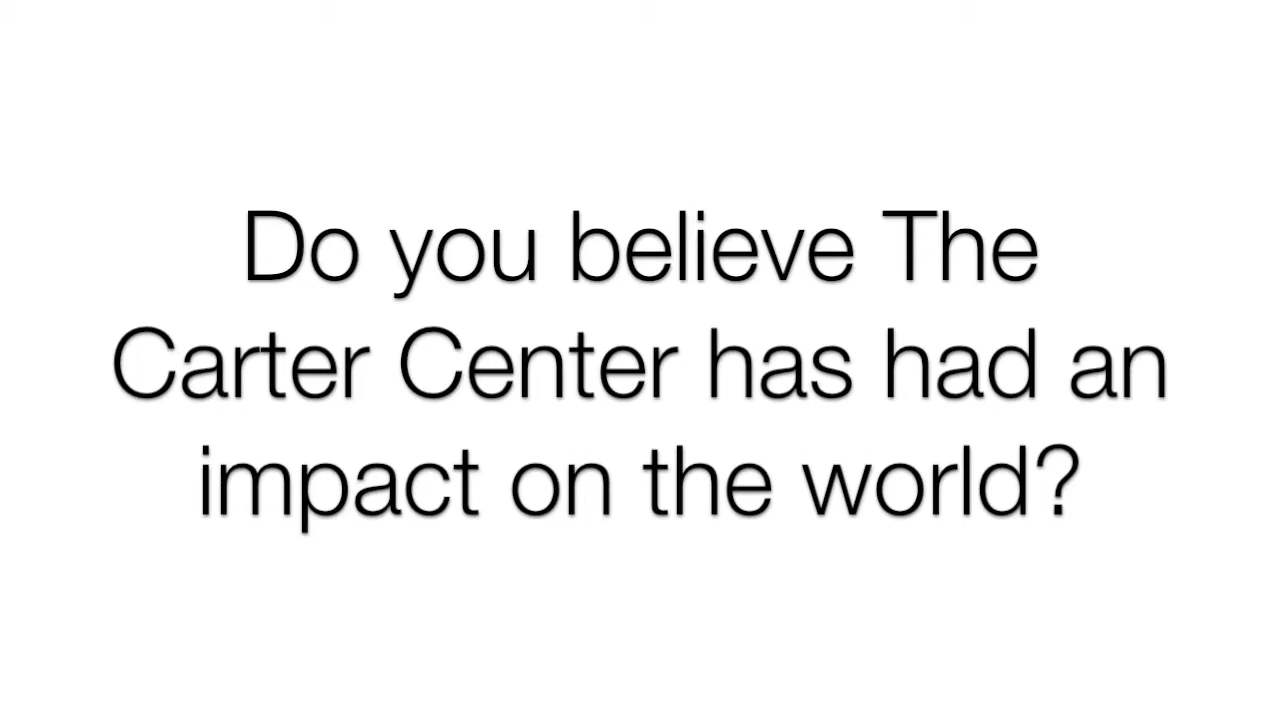 Do you believe The
Carter Center has had an
impact on the world?